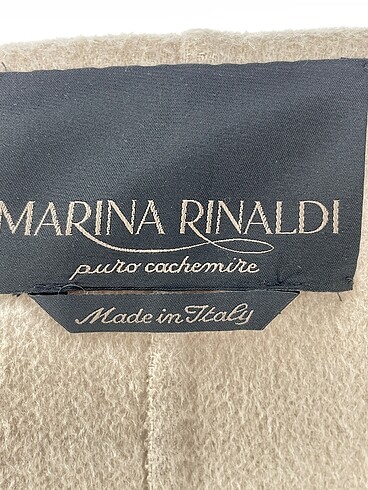 MARINA RINALDI
puro cachemire
Made in Italy